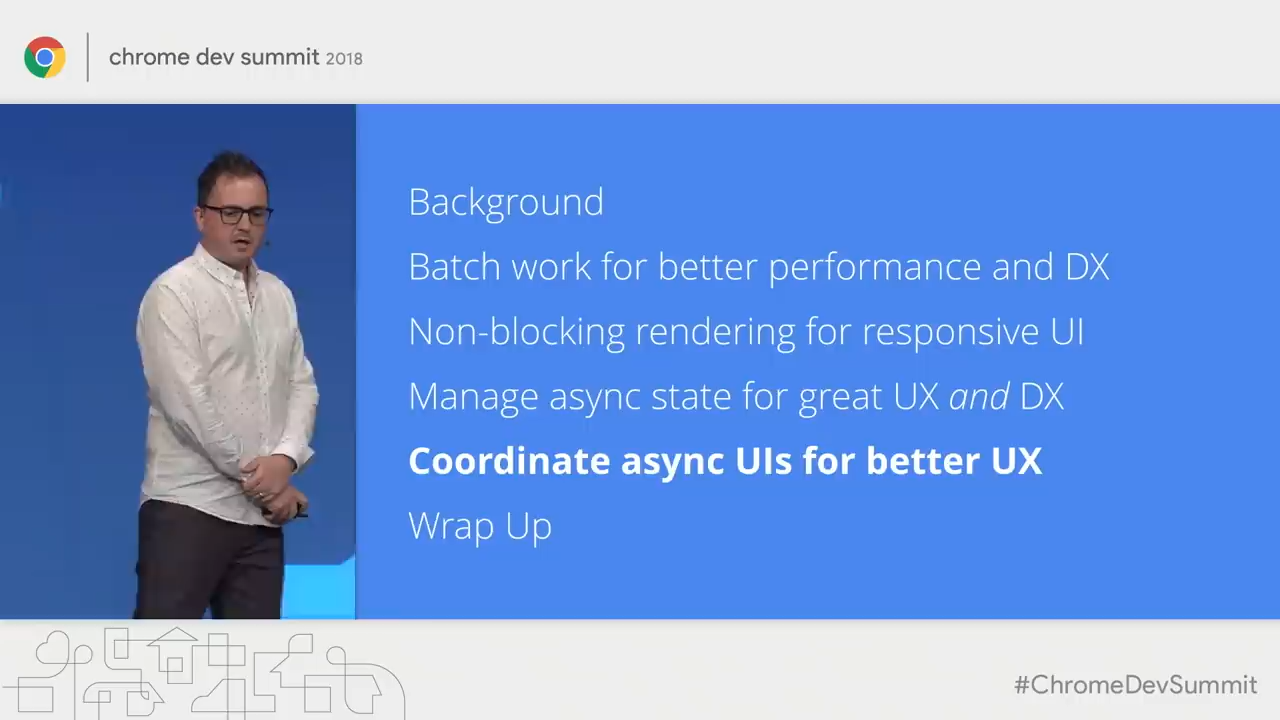 chrome dev summit 2018
Background
Batch work for better performance and DX
Non-blocking rendering for responsive UI
Manage async state for great UX and DX
Coordinate async UIs for better UX
Wrap Up
#ChromeDevSummit